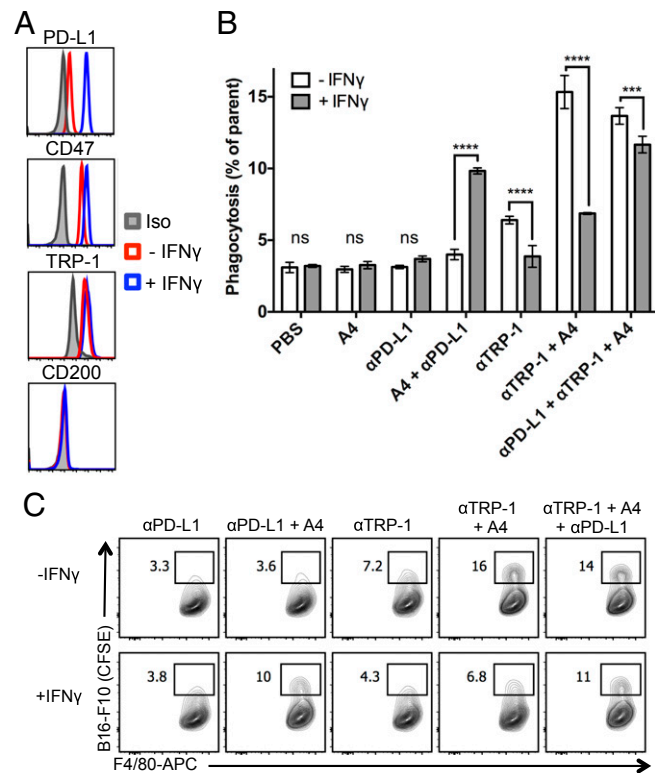 A
PD-L1
CD47
TRP-1
CD200
Iso
- IFNγ
+ IFNγ
B
Phagocytosis (% of parent)
15
10
5
0
- IFNγ
+ IFNγ
ns
ns
ns
****
****
****
***
PBS
A4
αPD-L1
A4 + αPD-L1
αTRP-1
αTRP-1 + A4
αPD-L1 + αTRP-1 + A4
C
αPD-L1
αPD-L1 + A4
αTRP-1
αTRP-1
+ A4
αTRP-1 + A4
+ αPD-L1
-IFNγ
3.3
3.6
7.2
16
14
+IFNγ
3.8
10
4.3
6.8
11
B16-F10 (CFSE)
F4/80-APC